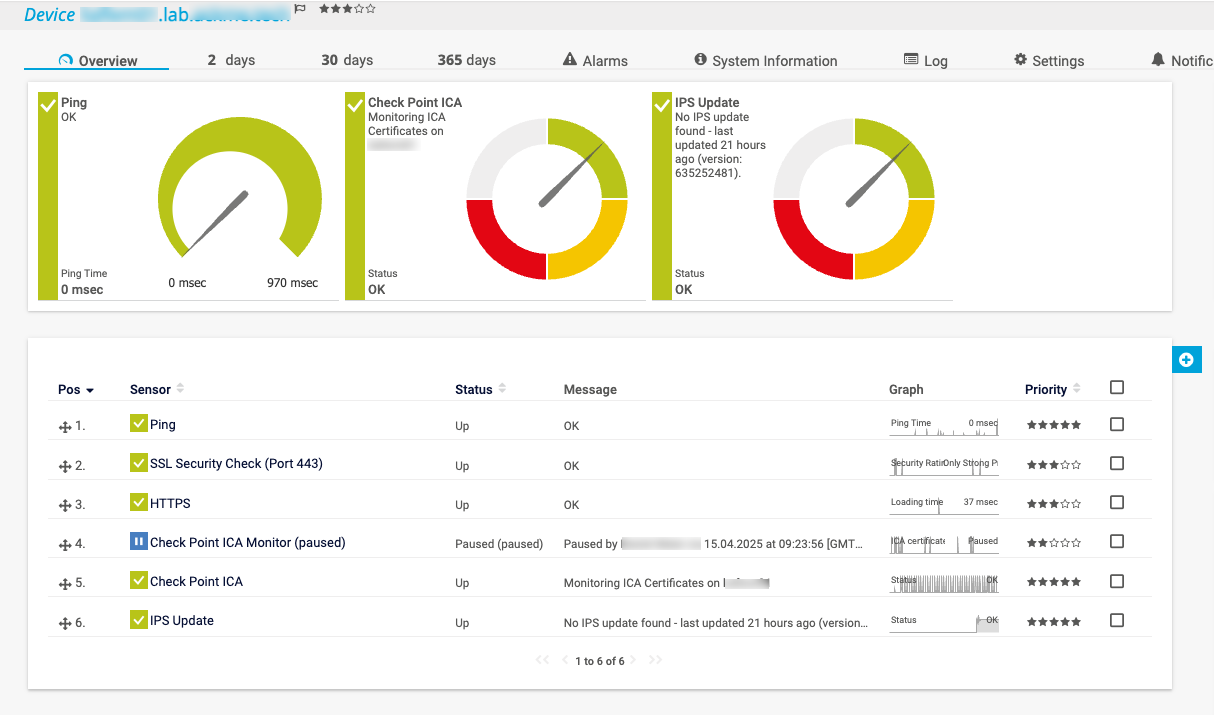 Device .lab.
Overview 2 days 30 days 365 days Alarms System Information Log Settings Notific
Ping
OK
Ping Time
0 msec
0 msec 970 msec
Check Point ICA
Monitoring ICA
Certificates on
Status
OK
IPS Update
No IPS update
found - last
updated 21 hours
ago (version:
635252481).
Status
OK
Pos Sensor Status Message Graph Priority
1. Ping Up OK Ping Time 0 msec
2. SSL Security Check (Port 443) Up OK Security Ratin Only Strong Pr
3. HTTPS Up OK Loading time 37 msec
4. Check Point ICA Monitor (paused) Paused (paused) Paused by 15.04.2025 at 09:23:56 [GMT... ICA certificate Paused
5. Check Point ICA Up Monitoring ICA Certificates on Status OK
6. IPS Update Up No IPS update found - last updated 21 hours ago (version... Status OK
<< < 1 to 6 of 6 > >>